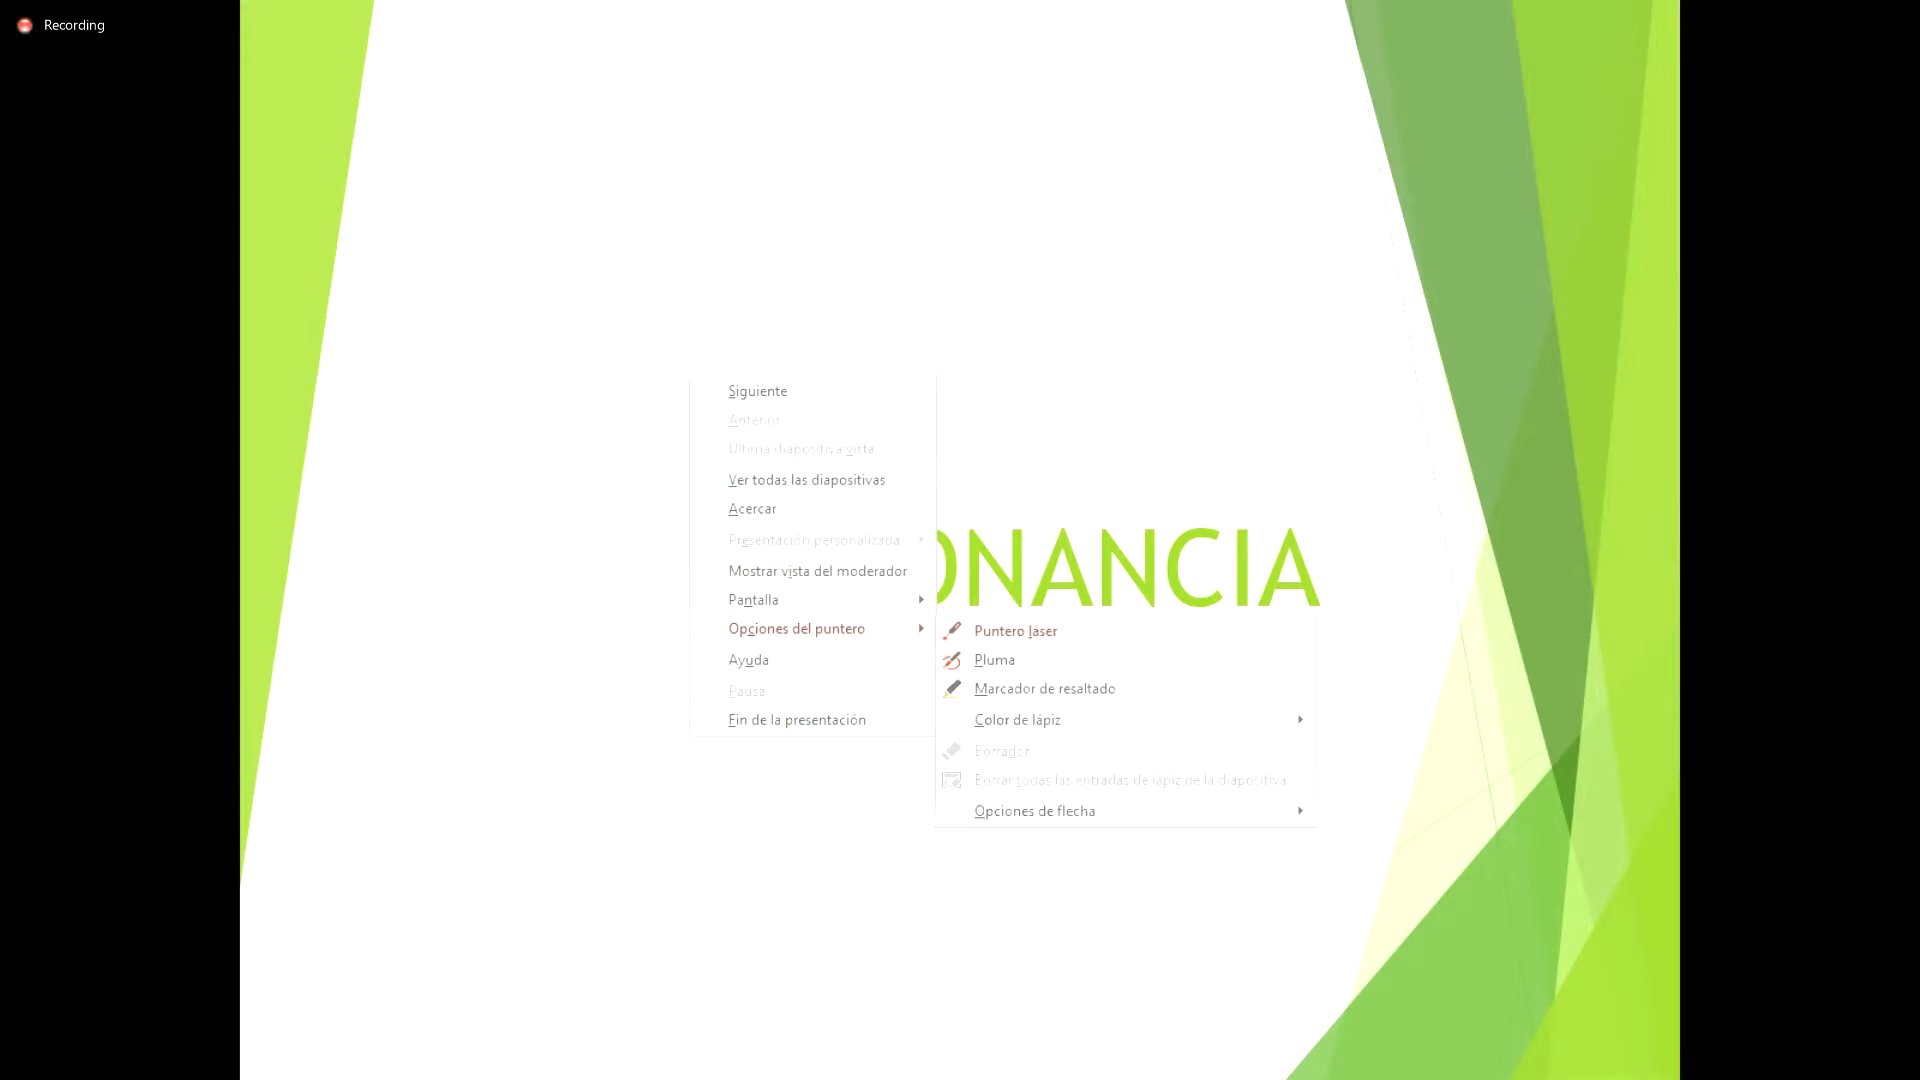 Recording
Siguiente
Anterior
Última diapositiva vista
Ver todas las diapositivas
Acercar
Presentación personalizada
ONANCIA
Mostrar vista del moderador
Pantalla
Opciones del puntero
Puntero láser
Ayuda
Pluma
Pausa
Marcador de resaltado
Fin de la presentación
Color de lápiz
Borrador
Borrar todas las entradas de lápiz de la diapositiva
Opciones de flecha